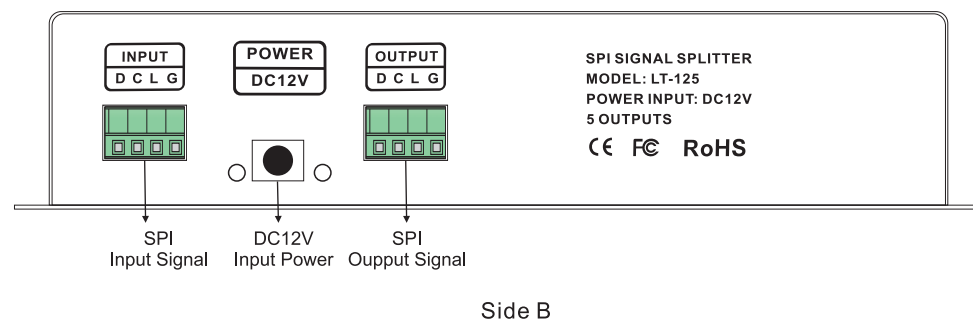 INPUT
D C L G
POWER
DC12V
OUTPUT
D C L G
SPI SIGNAL SPLITTER
MODEL: LT-125
POWER INPUT: DC12V
5 OUTPUTS
CE FC RoHS
SPI
Input Signal
DC12V
Input Power
SPI
Oupput Signal
Side B